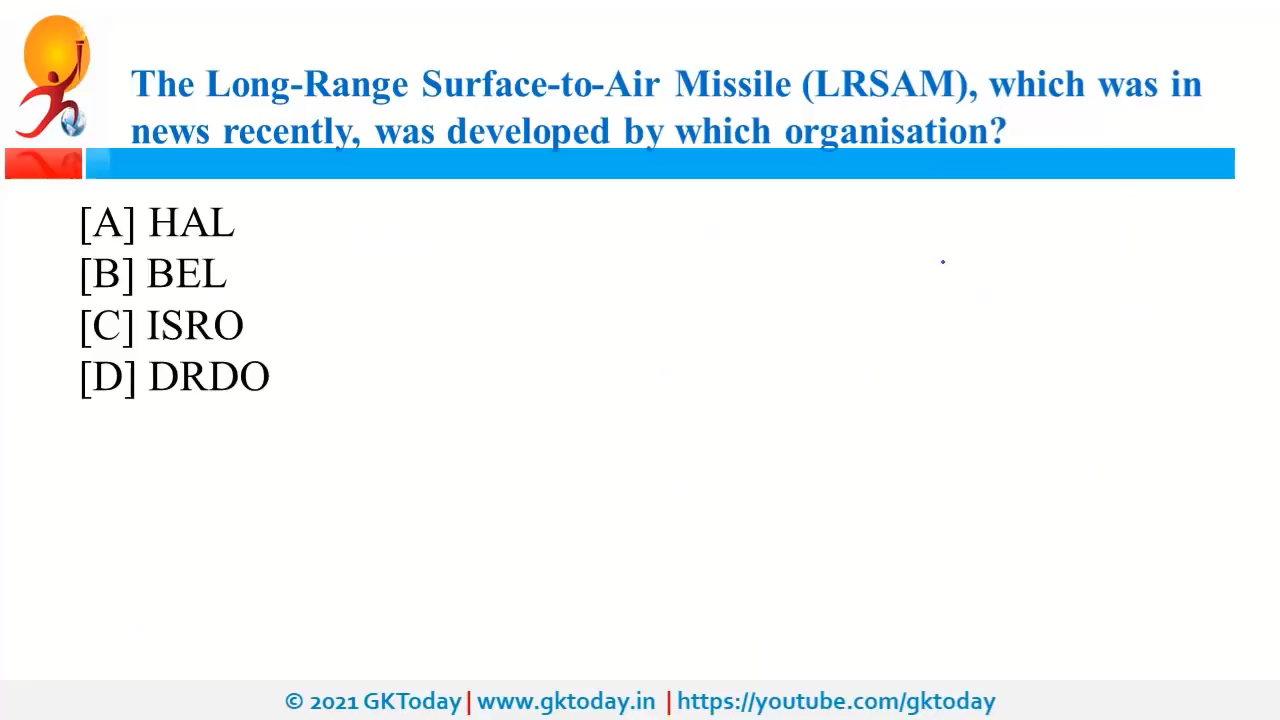 The Long-Range Surface-to-Air Missile (LRSAM), which was in
news recently, was developed by which organisation?
[A] HAL
[B] BEL
[C] ISRO
[D] DRDO
© 2021 GKToday | www.gktoday.in | https://youtube.com/gktoday